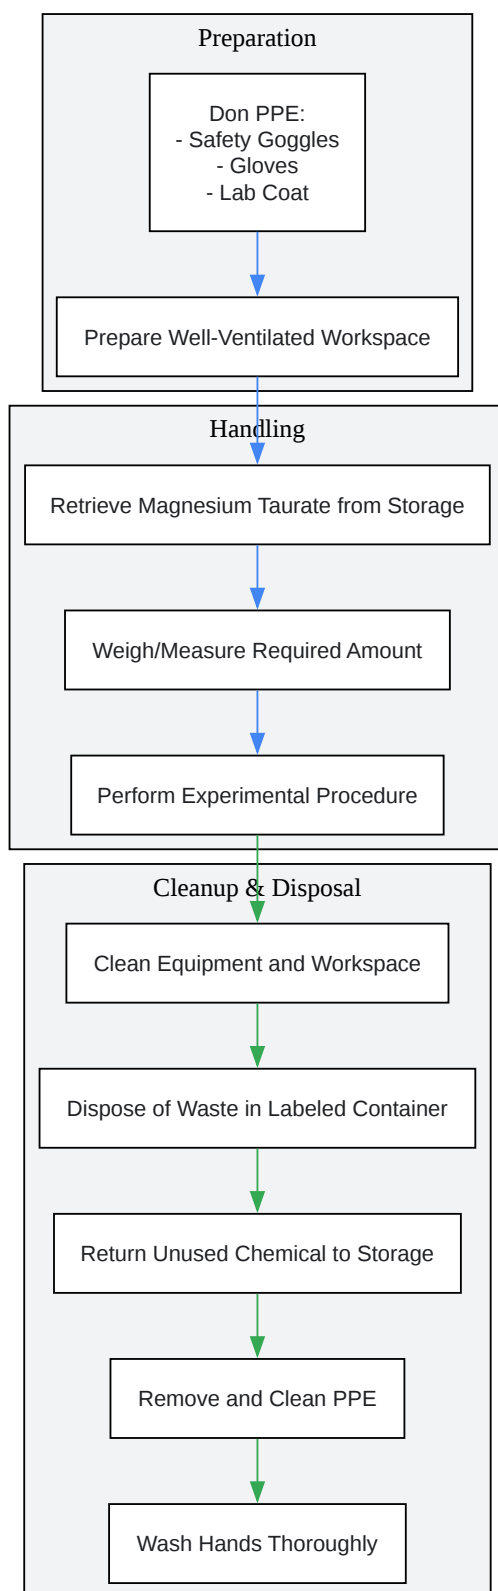 Preparation
Don PPE:
- Safety Goggles
- Gloves
- Lab Coat
Prepare Well-Ventilated Workspace
Handling
Retrieve Magnesium Taurate from Storage
Weigh/Measure Required Amount
Perform Experimental Procedure
Cleanup & Disposal
Clean Equipment and Workspace
Dispose of Waste in Labeled Container
Return Unused Chemical to Storage
Remove and Clean PPE
Wash Hands Thoroughly